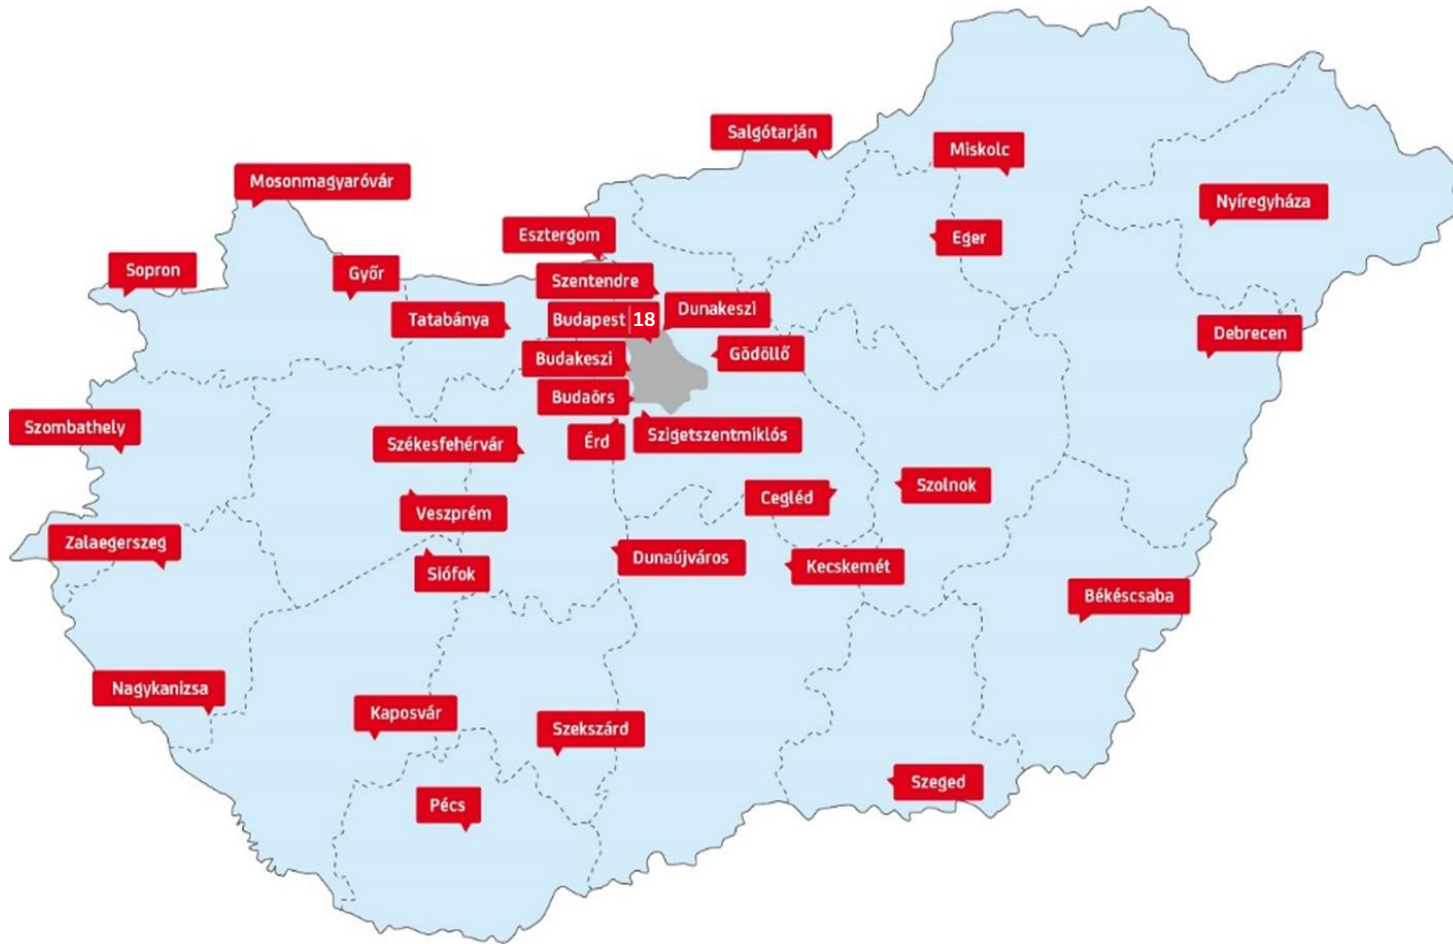 Salgótarján
Miskolc
Mosonmagyaróvár
Nyíregyháza
Esztergom
Eger
Sopron
Győr
Szentendre
Dunakeszi
Tatabánya
Budapest 18
Debrecen
Budakeszi
Gödöllő
Budaörs
Szombathely
Székesfehérvár
Érd
Szigetszentmiklós
Szolnok
Cegléd
Veszprém
Zalaegerszeg
Dunaújváros
Kecskemét
Siófok
Békéscsaba
Nagykanizsa
Kaposvár
Szekszárd
Szeged
Pécs